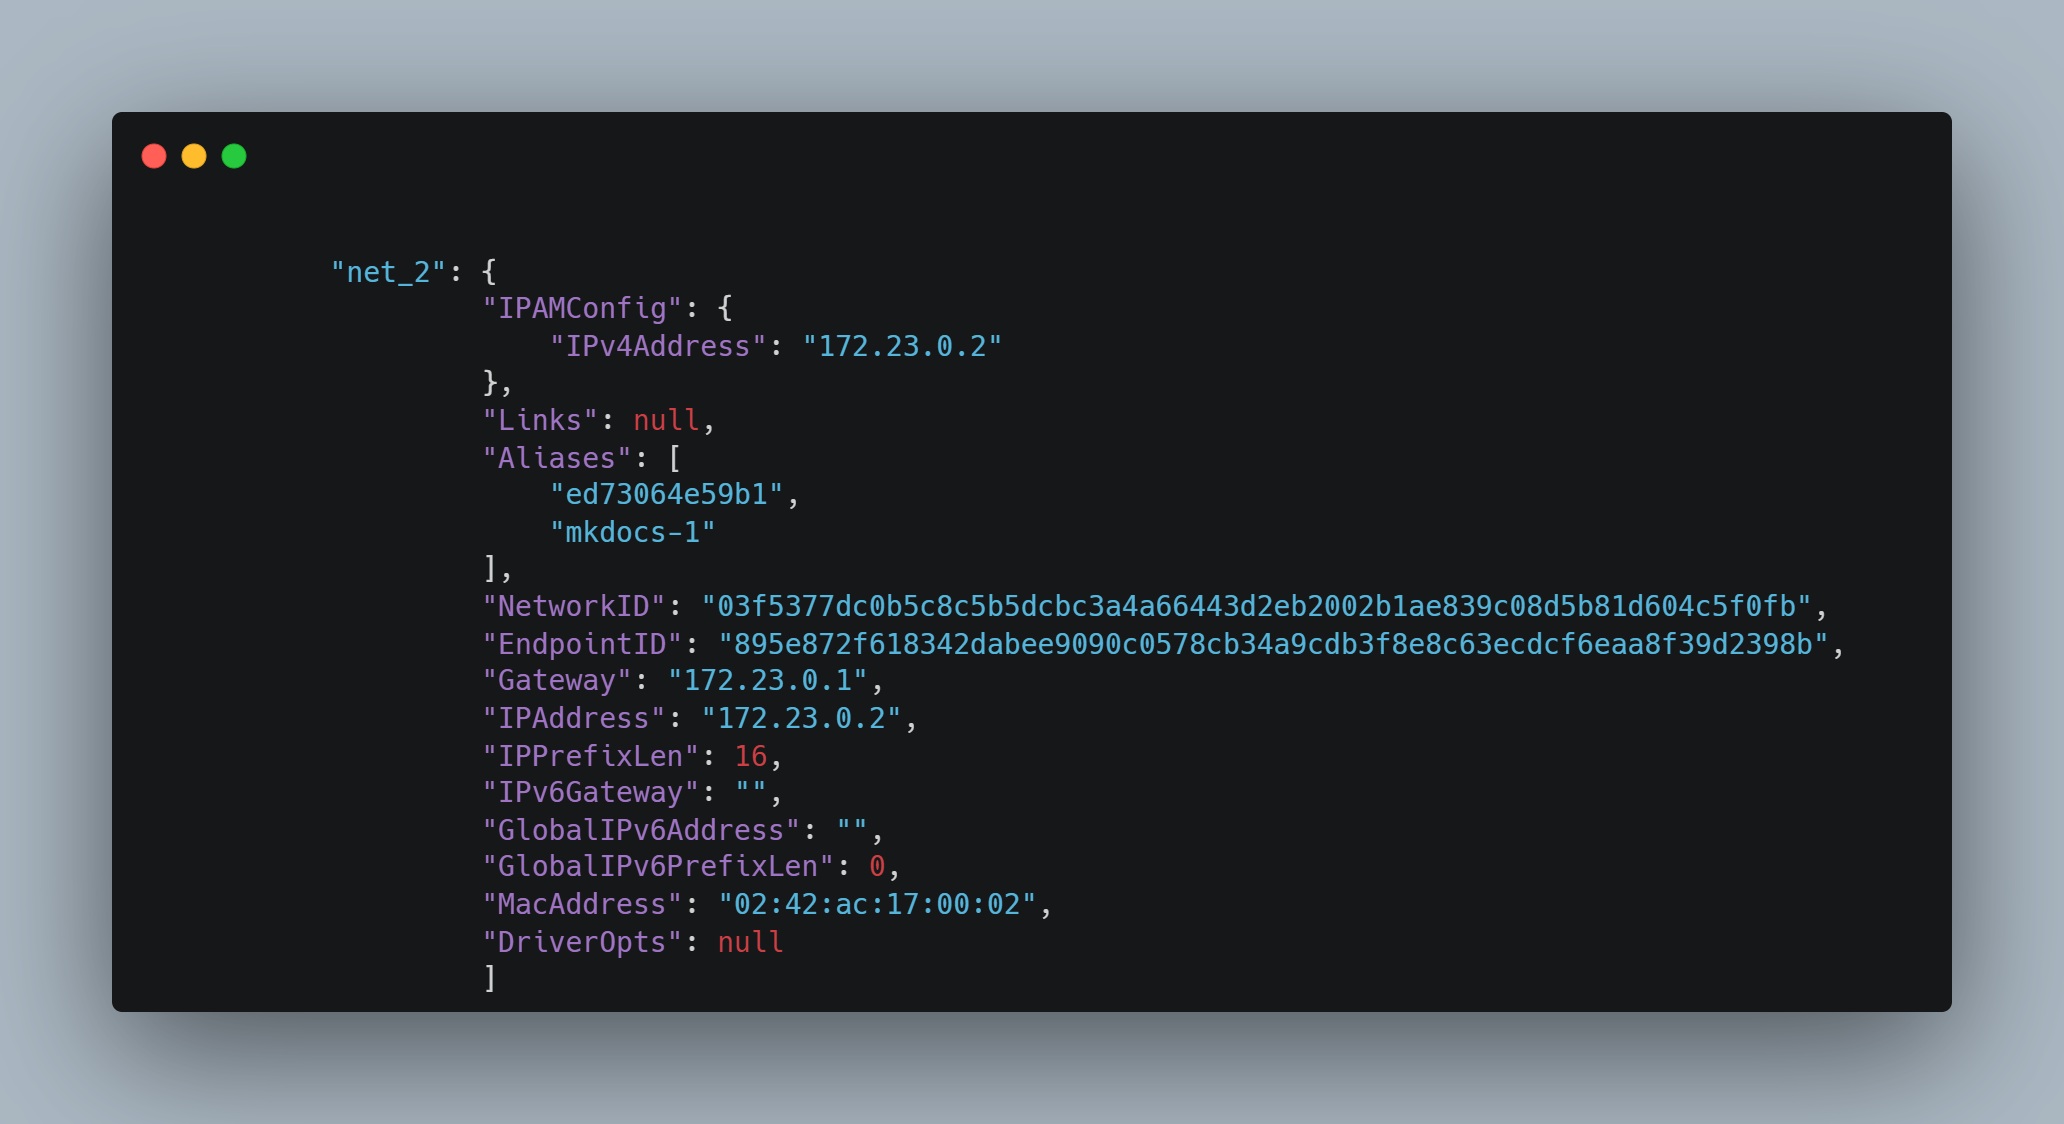 "net_2": {
"IPAMConfig": {
"IPv4Address": "172.23.0.2"
},
"Links": null,
"Aliases": [
"ed73064e59b1",
"mkdocs-1"
],
"NetworkID": "03f5377dc0b5c8c5b5dcbc3a4a66443d2eb2002b1ae839c08d5b81d604c5f0fb",
"EndpointID": "895e872f618342dabee9090c0578cb34a9cdb3f8e8c63ecdcf6eaa8f39d2398b",
"Gateway": "172.23.0.1",
"IPAddress": "172.23.0.2",
"IPPrefixLen": 16,
"IPv6Gateway": "",
"GlobalIPv6Address": "",
"GlobalIPv6PrefixLen": 0,
"MacAddress": "02:42:ac:17:00:02",
"DriverOpts": null
]